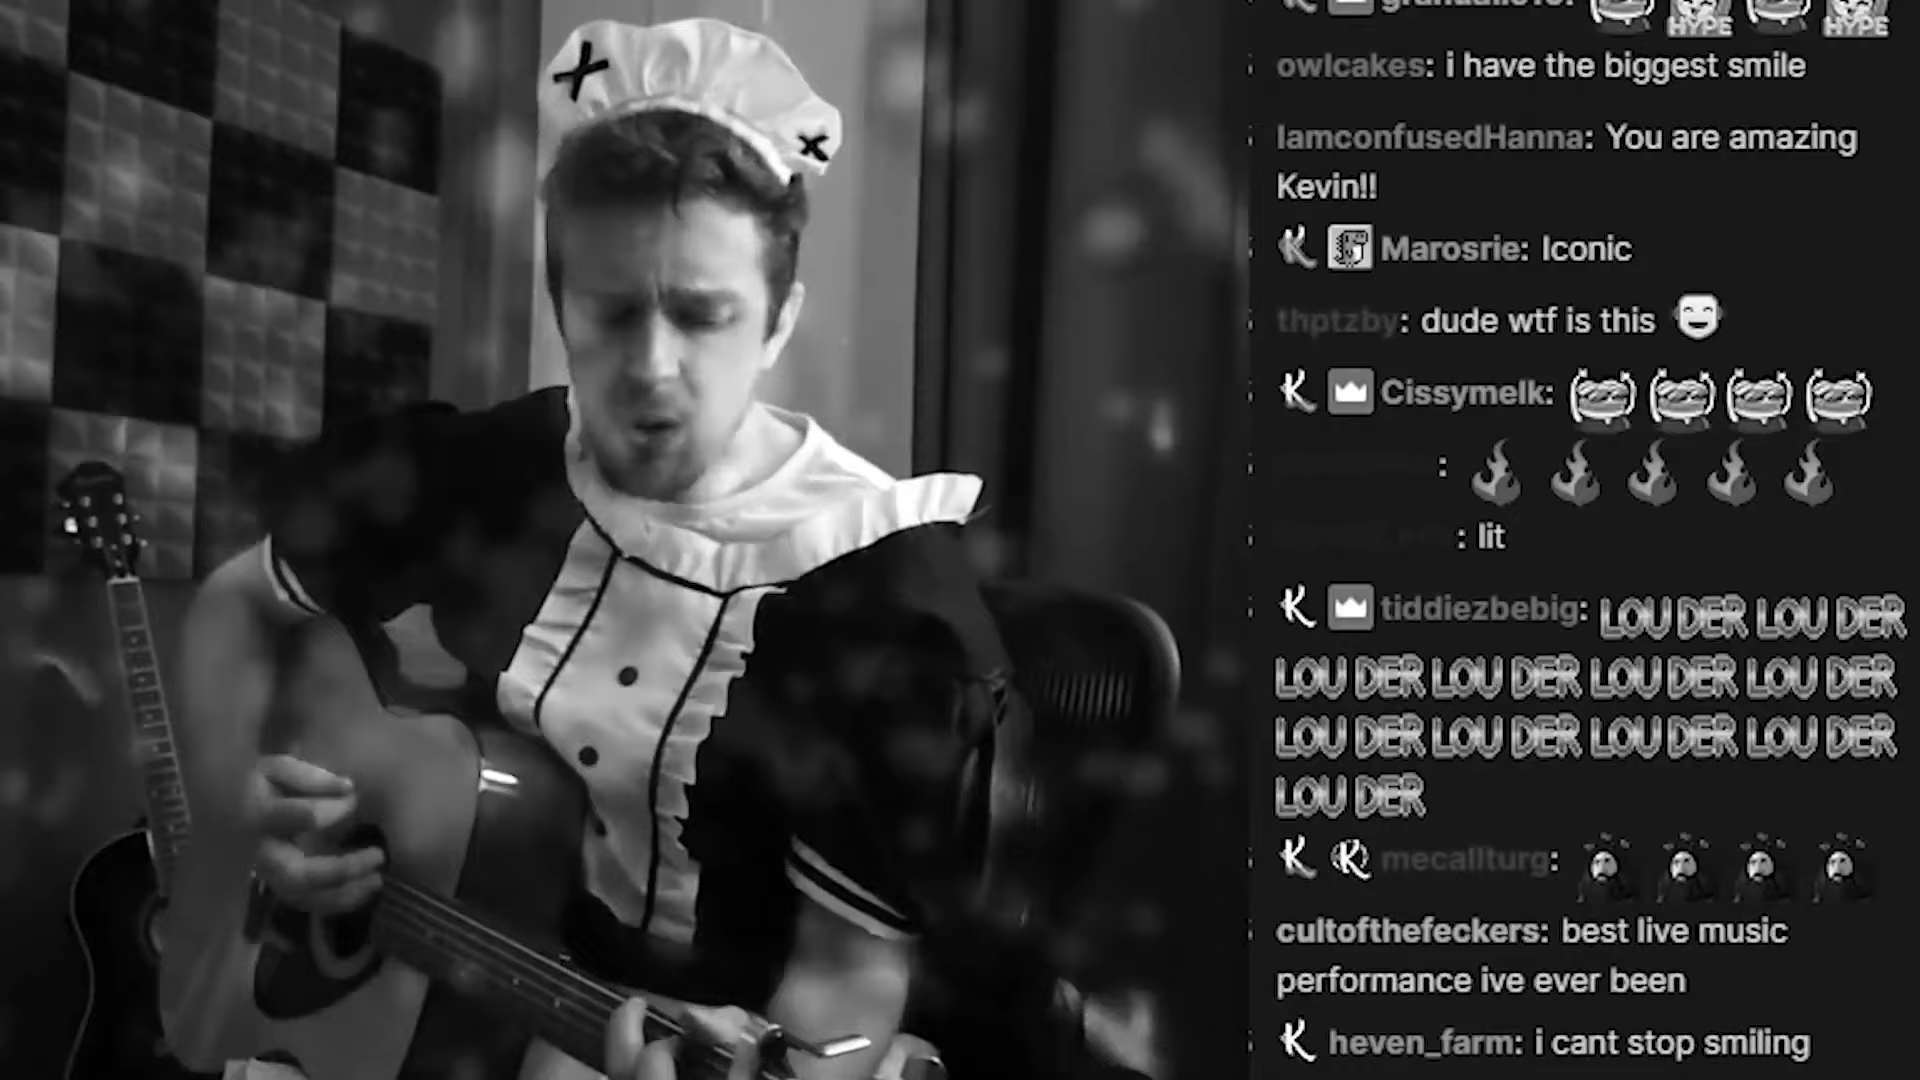 HYPE HYPE
owlcakes: i have the biggest smile
IamconfusedHanna: You are amazing
Kevin!!
K Marosrie: Iconic
thptzby: dude wtf is this
K Cissymelk:
:
: lit
K tiddiezbebig: LOU DER LOU DER
LOU DER LOU DER LOU DER LOU DER
LOU DER LOU DER LOU DER LOU DER
LOU DER
K K mecallturg:
cultofthefeckers: best live music
performance ive ever been
K heven_farm: i cant stop smiling